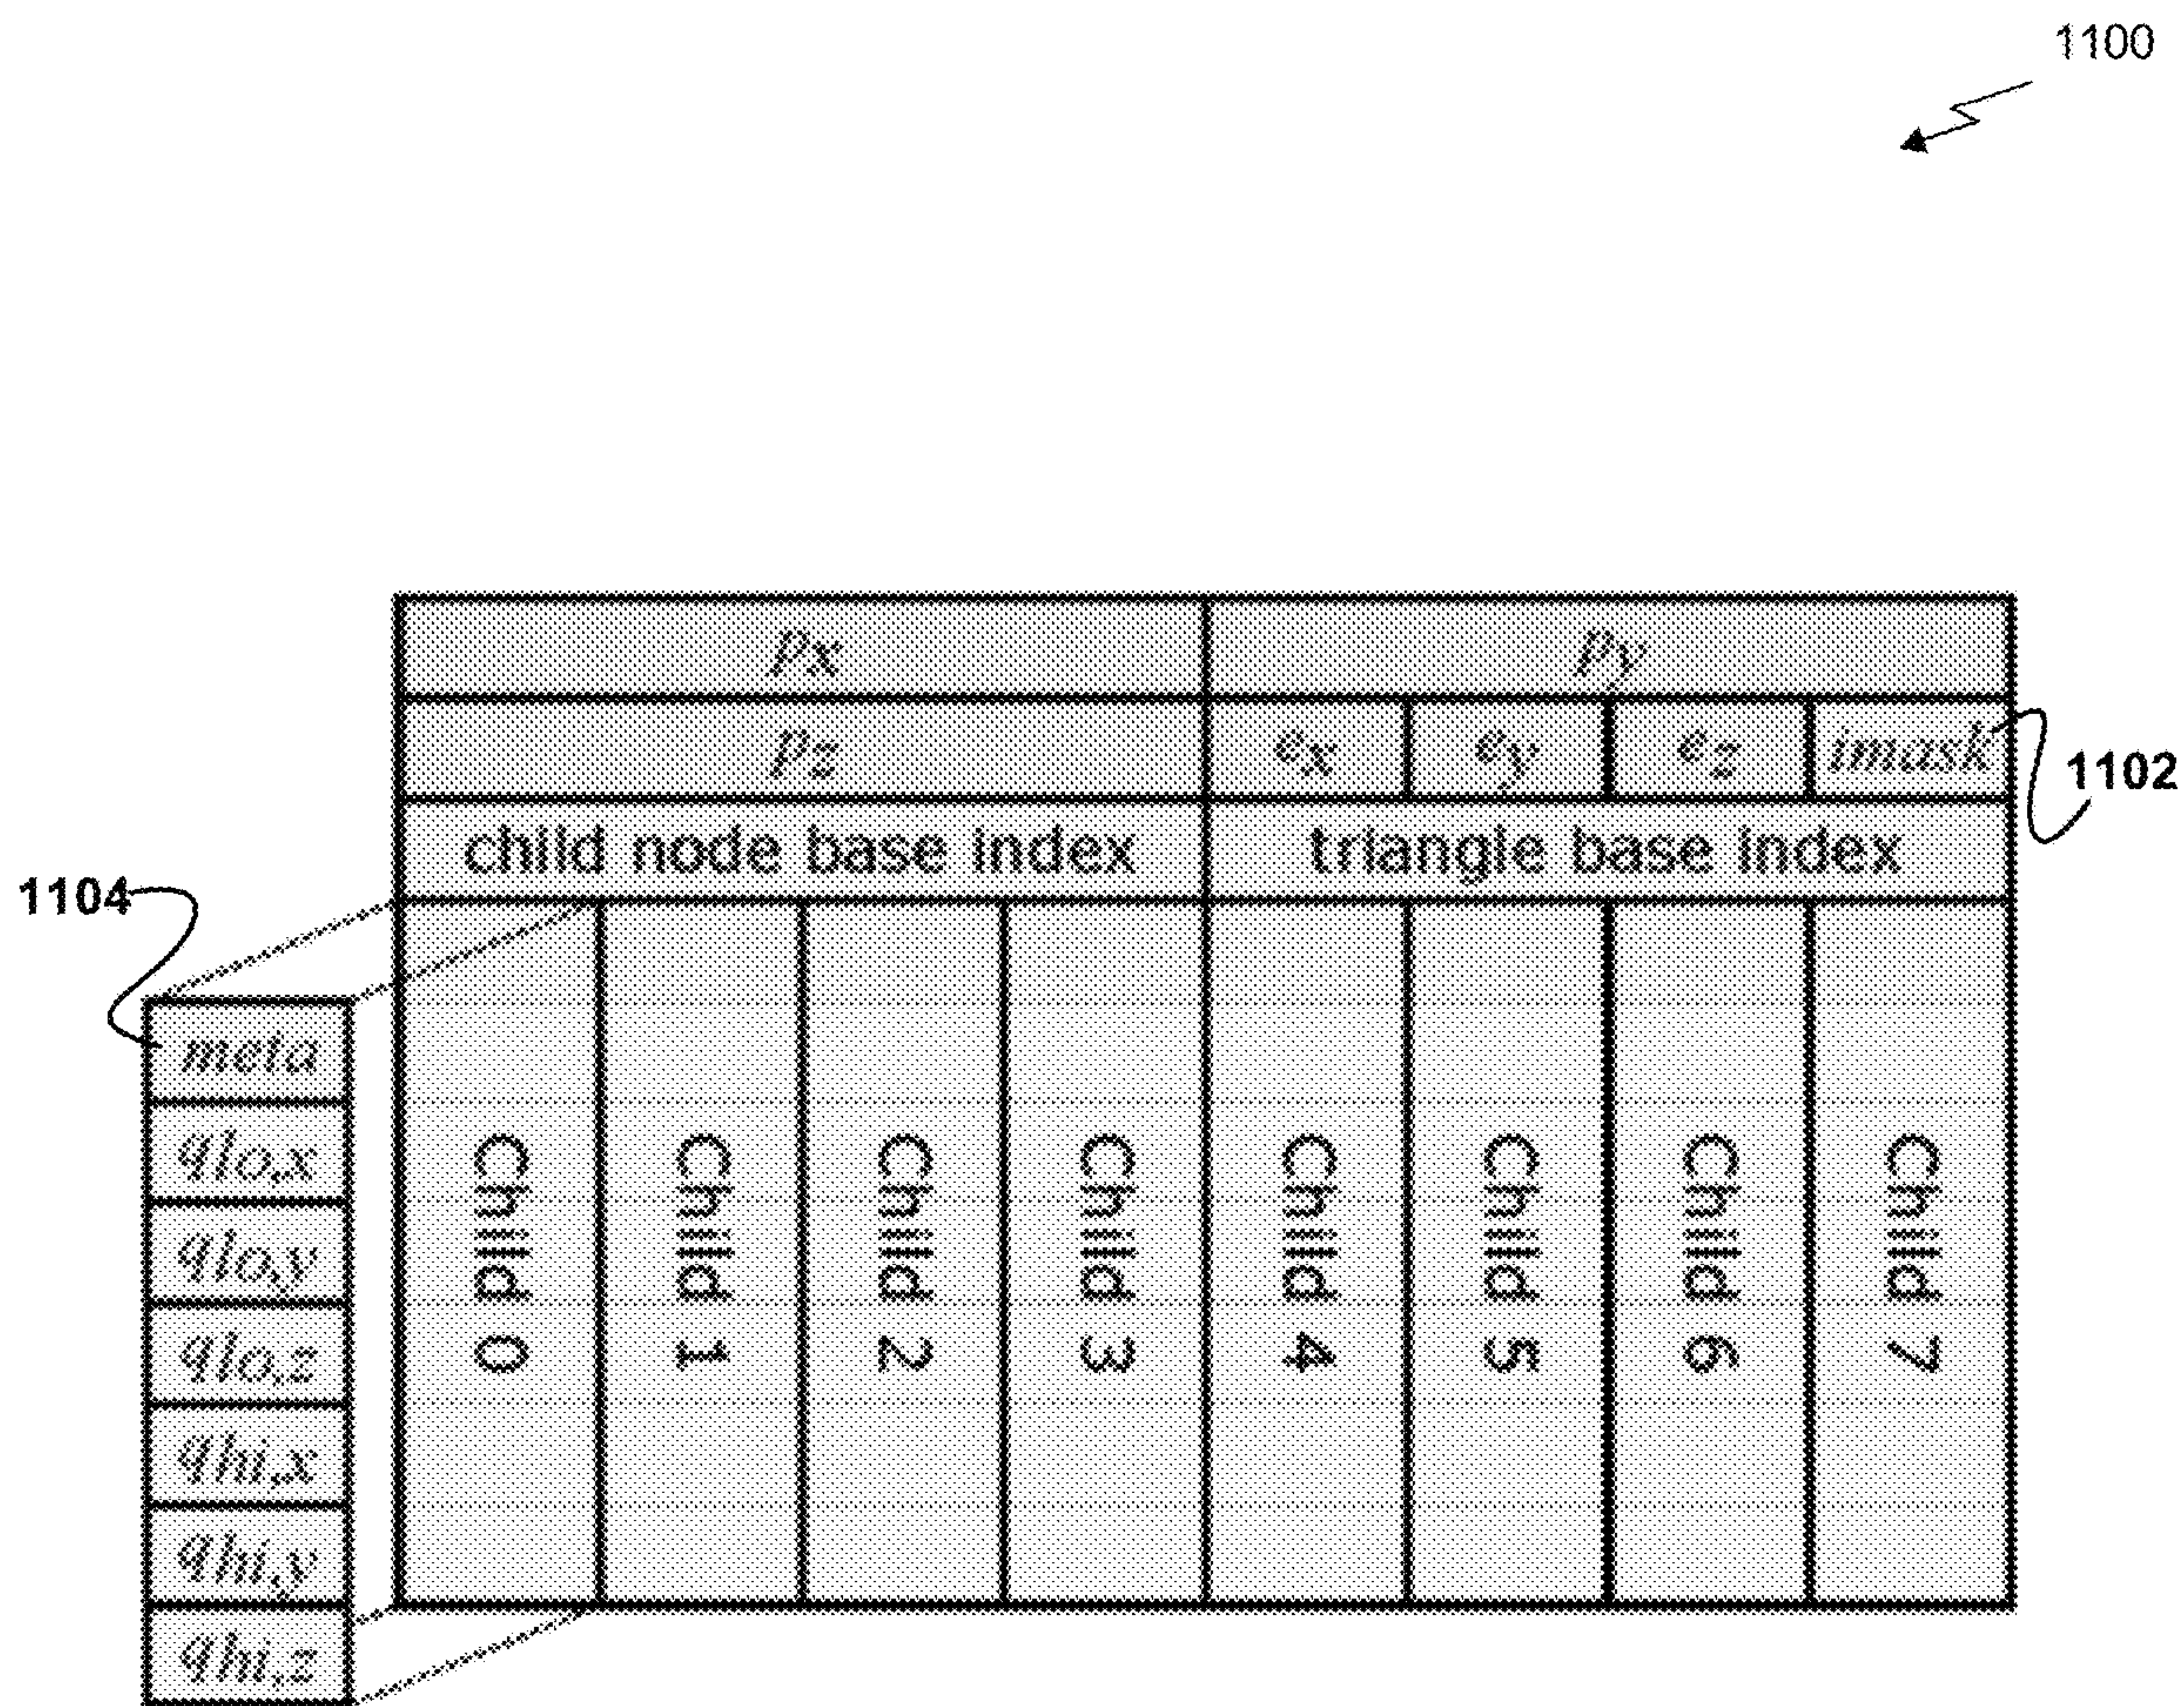 1100
px py
pz ex ey ez imask 1102
child node base index triangle base index
1104
meta
qlo,x
qlo,y
qlo,z
qhi,x
qhi,y
qhi,z
Child 0
Child 1
Child 2
Child 3
Child 4
Child 5
Child 6
Child 7